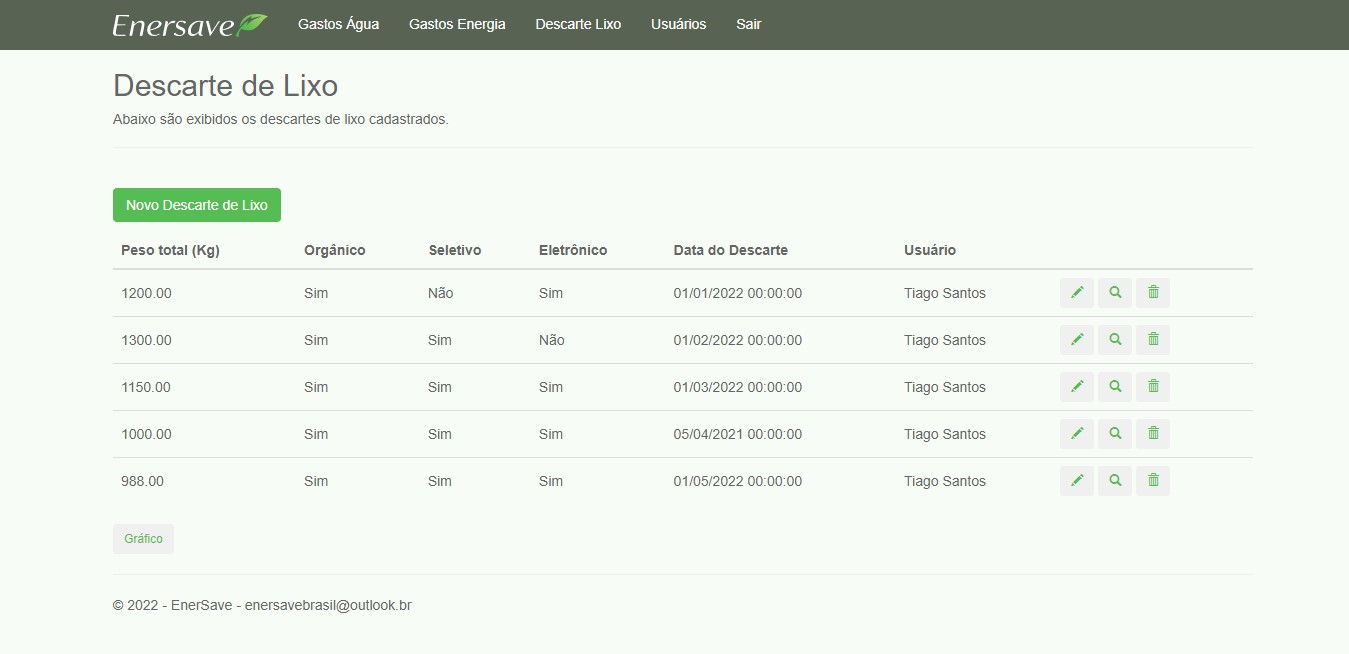 Enersave Gastos Água Gastos Energia Descarte Lixo Usuários Sair
Descarte de Lixo
Abaixo são exibidos os descartes de lixo cadastrados.
Novo Descarte de Lixo
Peso total (Kg) Orgânico Seletivo Eletrônico Data do Descarte Usuário
1200.00 Sim Não Sim 01/01/2022 00:00:00 Tiago Santos
1300.00 Sim Sim Não 01/02/2022 00:00:00 Tiago Santos
1150.00 Sim Sim Sim 01/03/2022 00:00:00 Tiago Santos
1000.00 Sim Sim Sim 05/04/2021 00:00:00 Tiago Santos
988.00 Sim Sim Sim 01/05/2022 00:00:00 Tiago Santos
Gráfico
© 2022 - EnerSave - enersavebrasil@outlook.br